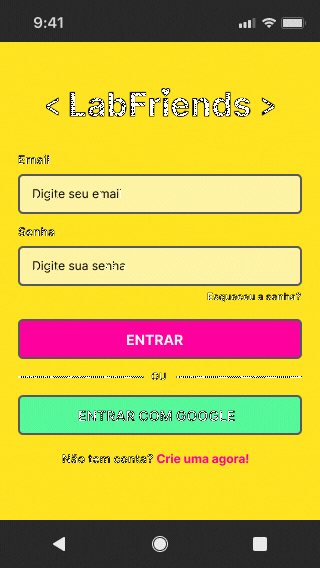 9:41
< LabFriends >
Email
Digite seu email
Senha
Digite sua senha
Esqueceu a senha?
ENTRAR
OU
ENTRAR COM GOOGLE
Não tem conta? Crie uma agora!